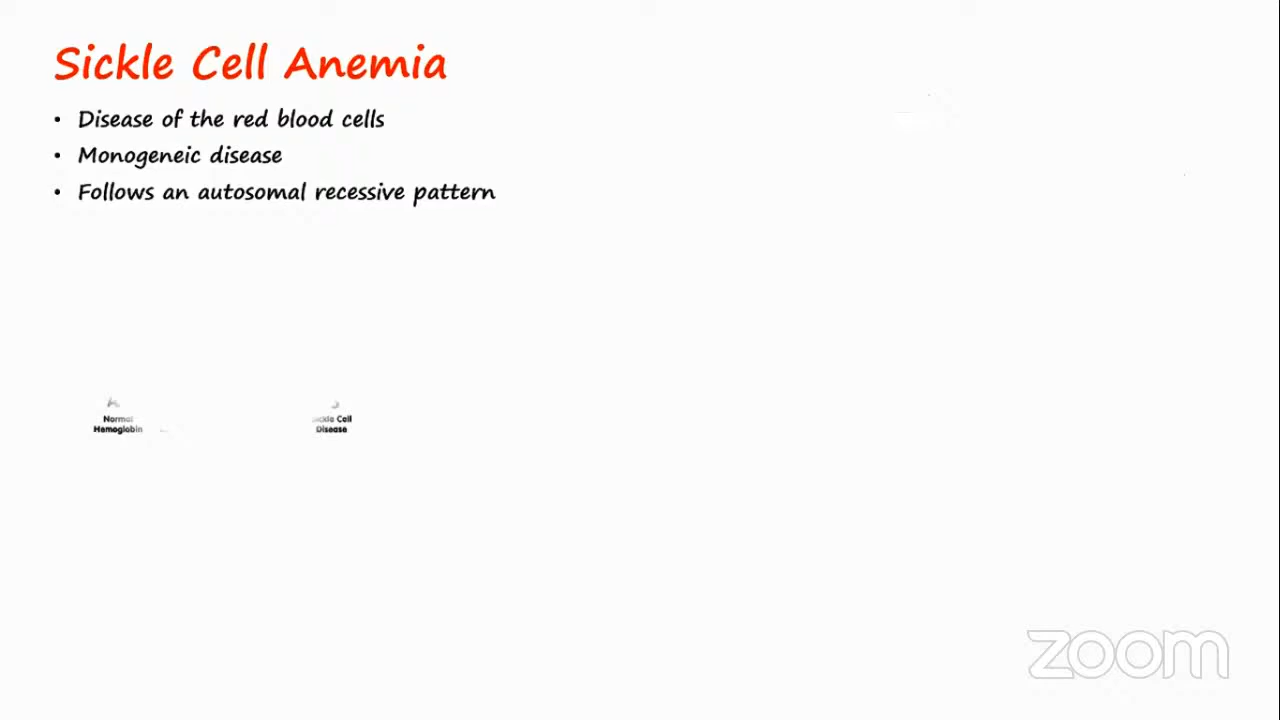 Sickle Cell Anemia
• Disease of the red blood cells
• Monogeneic disease
• Follows an autosomal recessive pattern
Normal
Hemoglobin
Sickle Cell
Disease
zoom